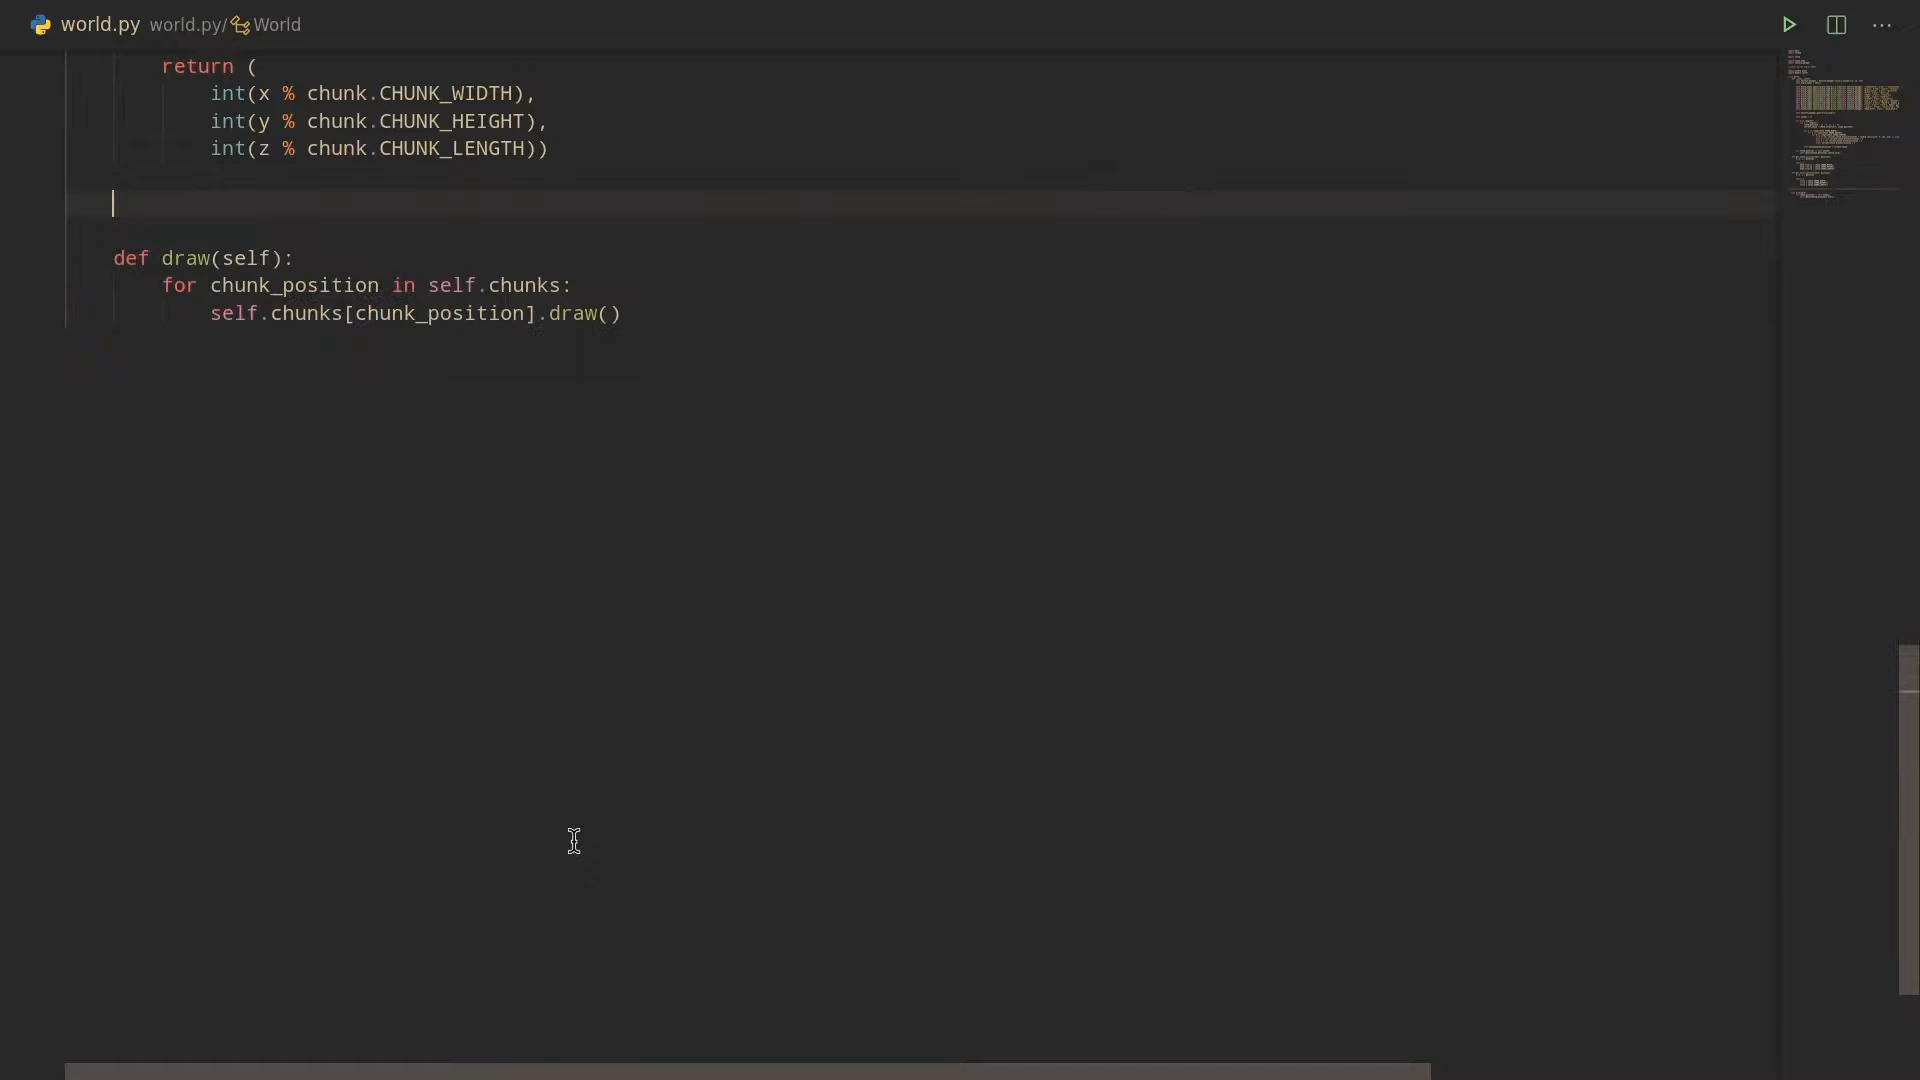 world.py world.py/World
return (
int(x % chunk.CHUNK_WIDTH),
int(y % chunk.CHUNK_HEIGHT),
int(z % chunk.CHUNK_LENGTH))
def draw(self):
for chunk_position in self.chunks:
self.chunks[chunk_position].draw()